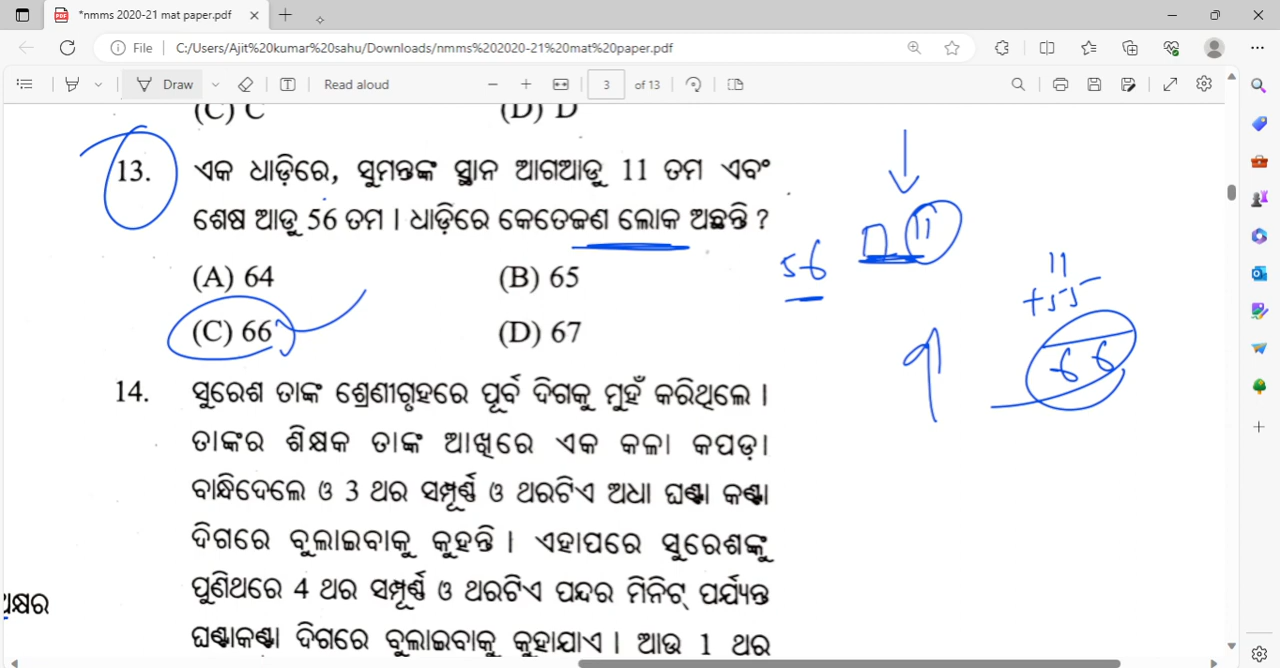 *nmms 2020-21 mat paper.pdf
File C:/Users/Ajit%20kumar%20sahu/Downloads/nmms%202020-21%20mat%20paper.pdf
Draw Read aloud 3 of 13
(C) C (D) D
13. ଏକ ଧାଡ଼ିରେ, ସୁମନ୍ତଙ୍କ ସ୍ଥାନ ଆଗଆଡୁ 11 ତମ ଏବଂ
ଶେଷ ଆଡୁ 56 ତମ । ଧାଡ଼ିରେ କେତେଜଣ ଲୋକ ଅଛନ୍ତି ?
(A) 64 (B) 65
(C) 66 (D) 67
56 11
11
+55
66
14. ସୁରେଶ ତାଙ୍କ ଶ୍ରେଣୀଗୃହରେ ପୂର୍ବ ଦିଗକୁ ମୁହଁ କରିଥିଲେ ।
ତାଙ୍କର ଶିକ୍ଷକ ତାଙ୍କ ଆଖିରେ ଏକ କଳା କପଡ଼ା
ବାନ୍ଧିଦେଲେ ଓ 3 ଥର ସମ୍ପୂର୍ଣ୍ଣ ଓ ଥରଟିଏ ଅଧା ଘଣ୍ଟା କଣ୍ଟା
ଦିଗରେ ବୁଲାଇବାକୁ କୁହନ୍ତି । ଏହାପରେ ସୁରେଶଙ୍କୁ
ପୁଣିଥରେ 4 ଥର ସମ୍ପୂର୍ଣ୍ଣ ଓ ଥରଟିଏ ପନ୍ଦର ମିନିଟ୍ ପର୍ଯ୍ୟନ୍ତ
ଘଣ୍ଟାକଣ୍ଟା ଦିଗରେ ବୁଲାଇବାକୁ କୁହାଯାଏ । ଆଉ 1 ଥର